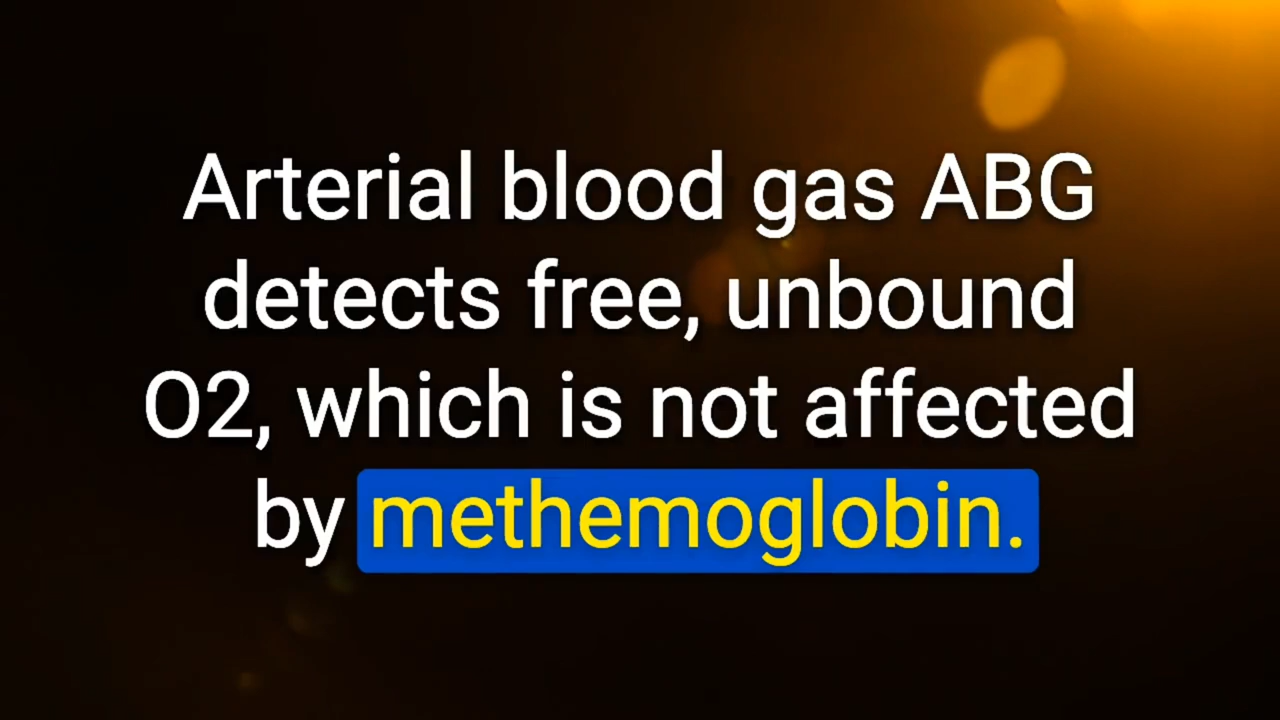 Arterial blood gas ABG
detects free, unbound
O2, which is not affected
by methemoglobin.